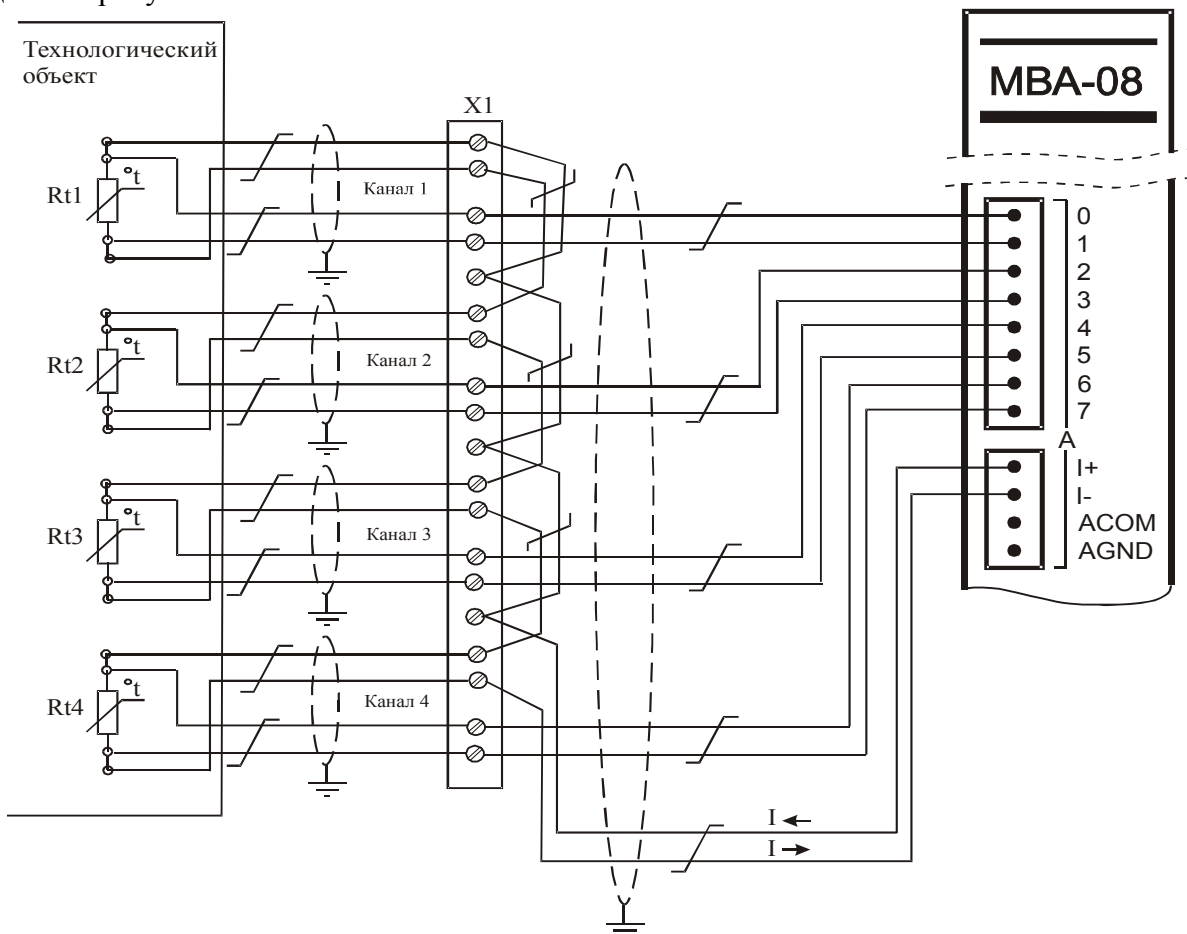 Технологический
объект
X1
МВА-08
Rt1
°t
Канал 1
0
1
2
3
4
5
6
7
Rt2
°t
Канал 2
A
I+
I-
ACOM
AGND
Rt3
°t
Канал 3
Rt4
°t
Канал 4
I
I